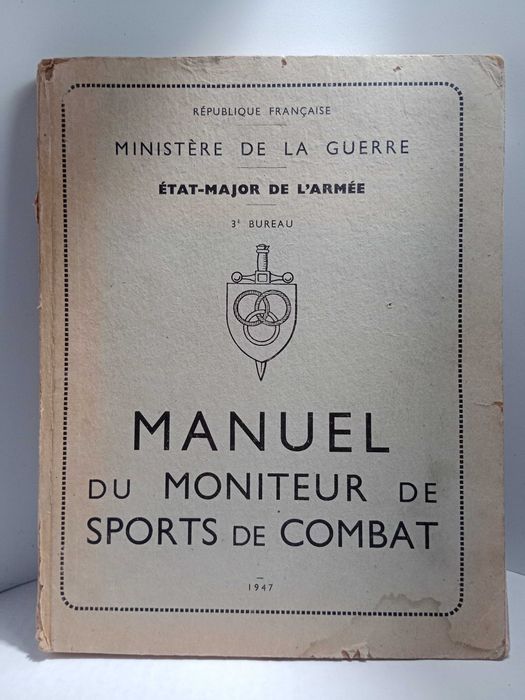 RÉPUBLIQUE FRANÇAISE
MINISTÈRE DE LA GUERRE
ÉTAT-MAJOR DE L'ARMÉE
3E BUREAU
MANUEL
DU MONITEUR DE
SPORTS DE COMBAT
1947